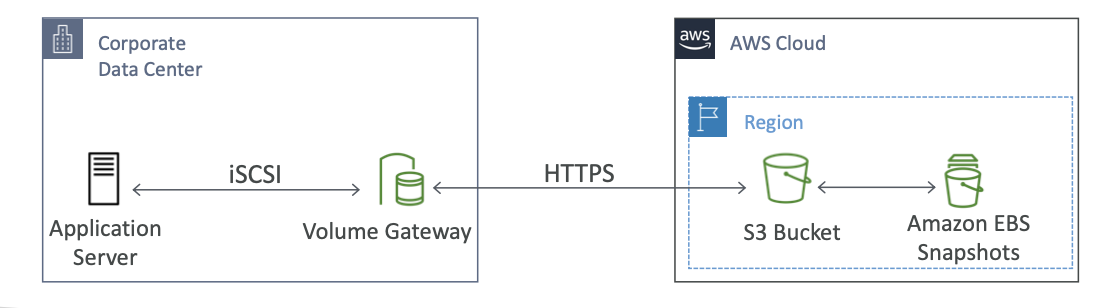 Corporate
Data Center
aws
AWS Cloud
Region
iSCSI
HTTPS
Application
Server
Volume Gateway
S3 Bucket
Amazon EBS
Snapshots